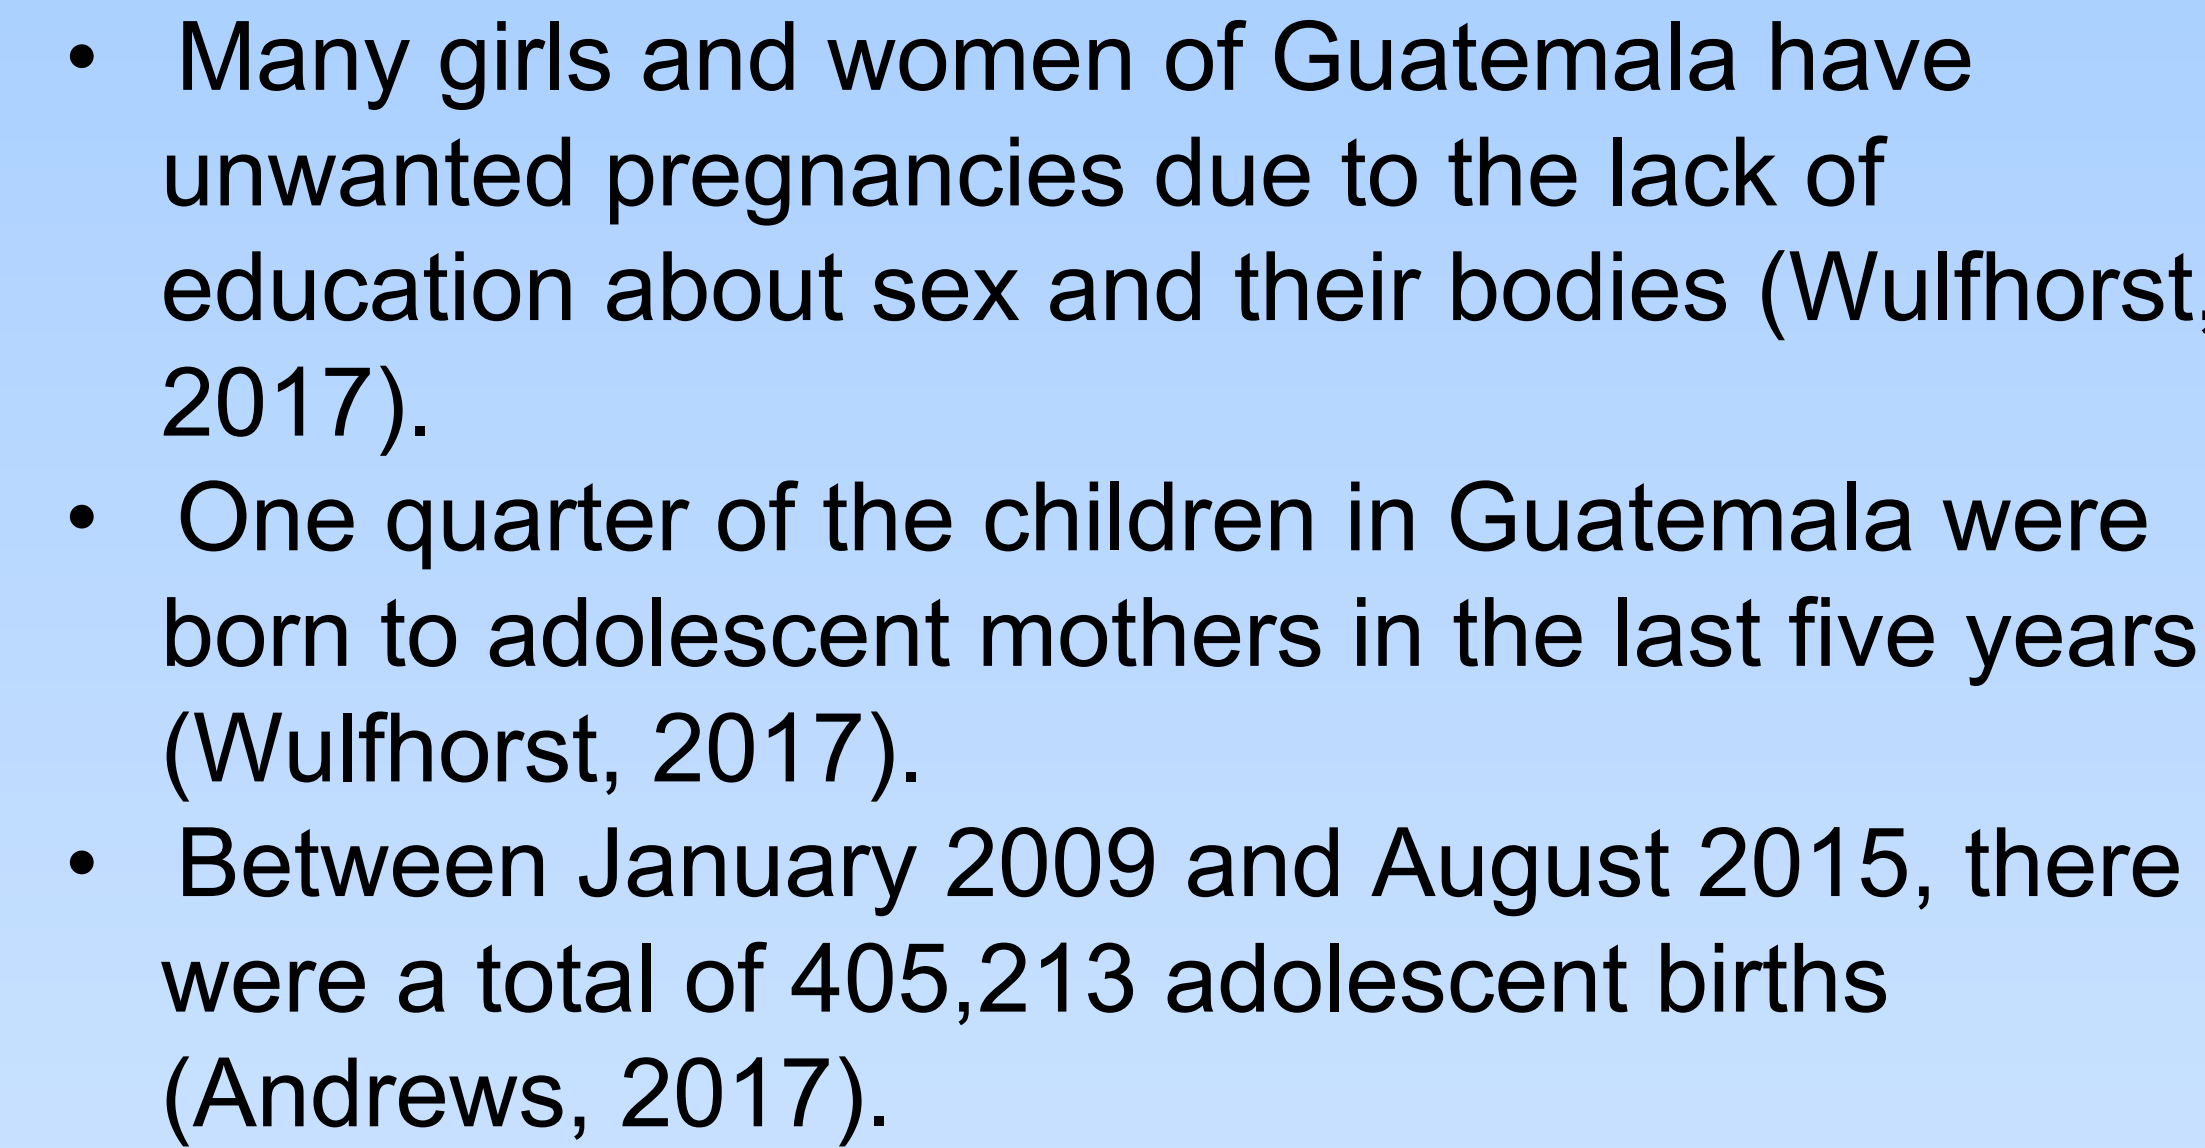 • Many girls and women of Guatemala have
unwanted pregnancies due to the lack of
education about sex and their bodies (Wulfhorst,
2017).
• One quarter of the children in Guatemala were
born to adolescent mothers in the last five years
(Wulfhorst, 2017).
• Between January 2009 and August 2015, there
were a total of 405,213 adolescent births
(Andrews, 2017).